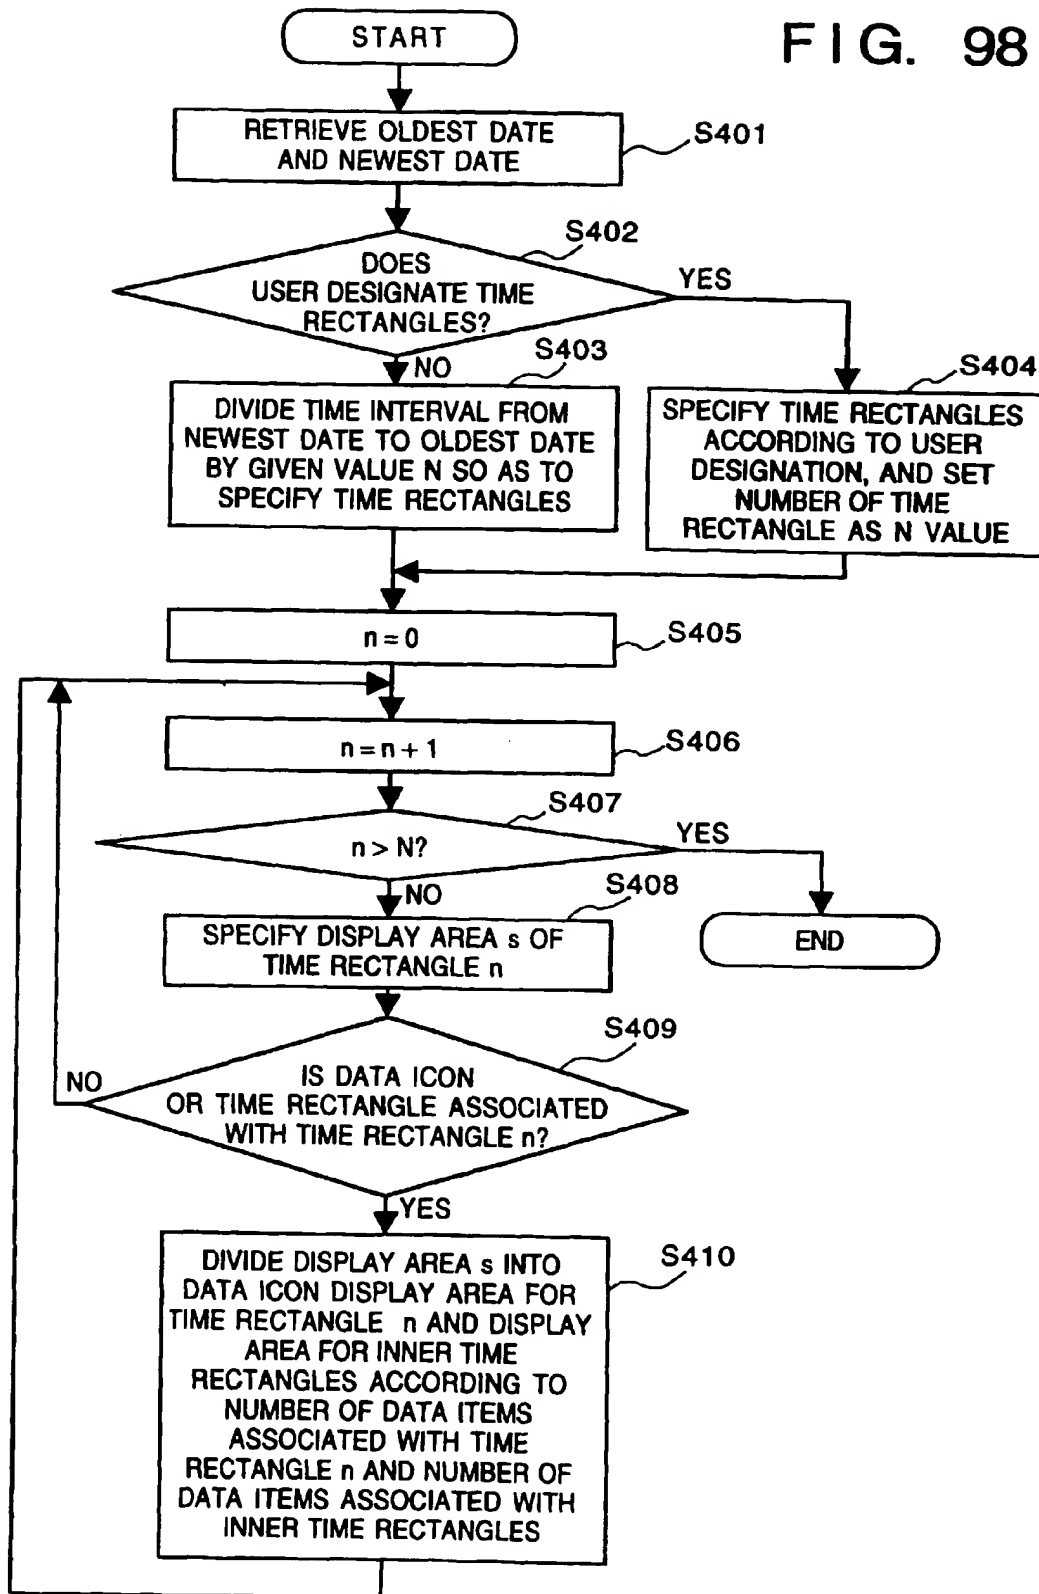 START
FIG. 98
RETRIEVE OLDEST DATE
AND NEWEST DATE
S401
S402
DOES
USER DESIGNATE TIME
RECTANGLES?
YES
NO
S403
DIVIDE TIME INTERVAL FROM
NEWEST DATE TO OLDEST DATE
BY GIVEN VALUE N SO AS TO
SPECIFY TIME RECTANGLES
S404
SPECIFY TIME RECTANGLES
ACCORDING TO USER
DESIGNATION, AND SET
NUMBER OF TIME
RECTANGLE AS N VALUE
n = 0
S405
n = n + 1
S406
S407
n > N?
YES
NO
END
S408
SPECIFY DISPLAY AREA s OF
TIME RECTANGLE n
S409
IS DATA ICON
OR TIME RECTANGLE ASSOCIATED
WITH TIME RECTANGLE n?
NO
YES
S410
DIVIDE DISPLAY AREA s INTO
DATA ICON DISPLAY AREA FOR
TIME RECTANGLE n AND DISPLAY
AREA FOR INNER TIME
RECTANGLES ACCORDING TO
NUMBER OF DATA ITEMS
ASSOCIATED WITH TIME
RECTANGLE n AND NUMBER OF
DATA ITEMS ASSOCIATED WITH
INNER TIME RECTANGLES